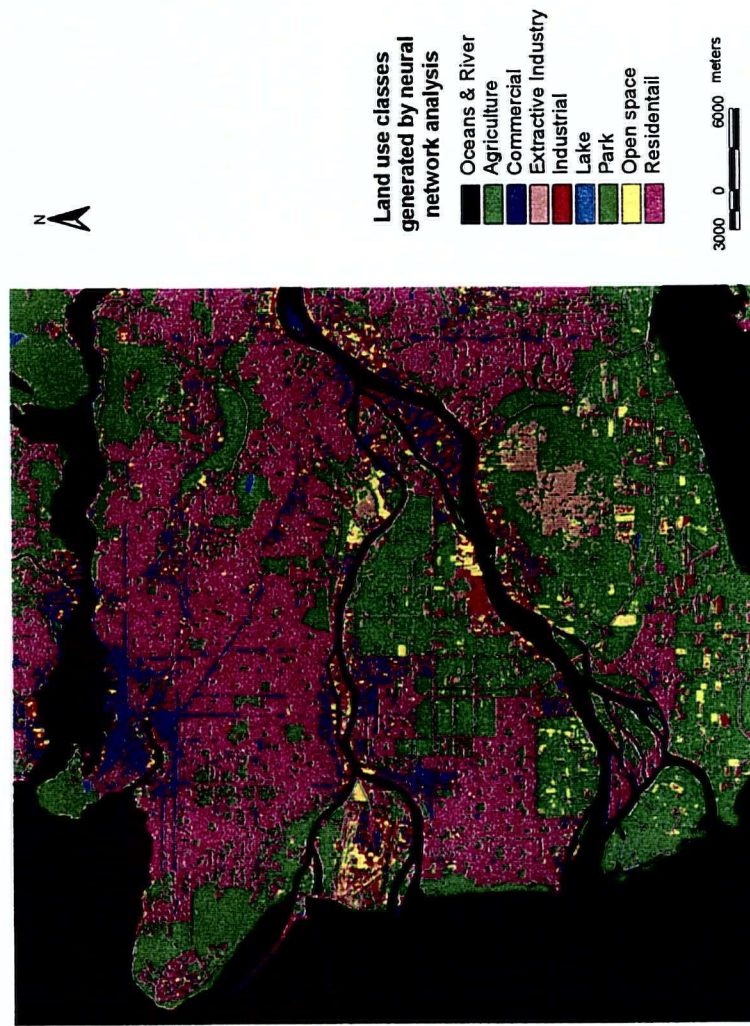 N
Land use classes
generated by neural
network analysis
Oceans & River
Agriculture
Commercial
Extractive Industry
Industrial
Lake
Park
Open space
Residentail
3000 0 6000 meters